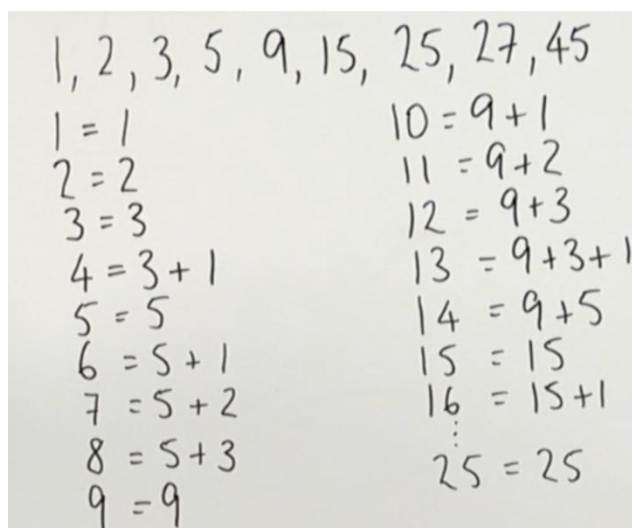 1, 2, 3, 5, 9, 15, 25, 27, 45
1 = 1
2 = 2
3 = 3
4 = 3 + 1
5 = 5
6 = 5 + 1
7 = 5 + 2
8 = 5 + 3
9 = 9
10 = 9 + 1
11 = 9 + 2
12 = 9 + 3
13 = 9 + 3 + 1
14 = 9 + 5
15 = 15
16 = 15 + 1
⋮
25 = 25